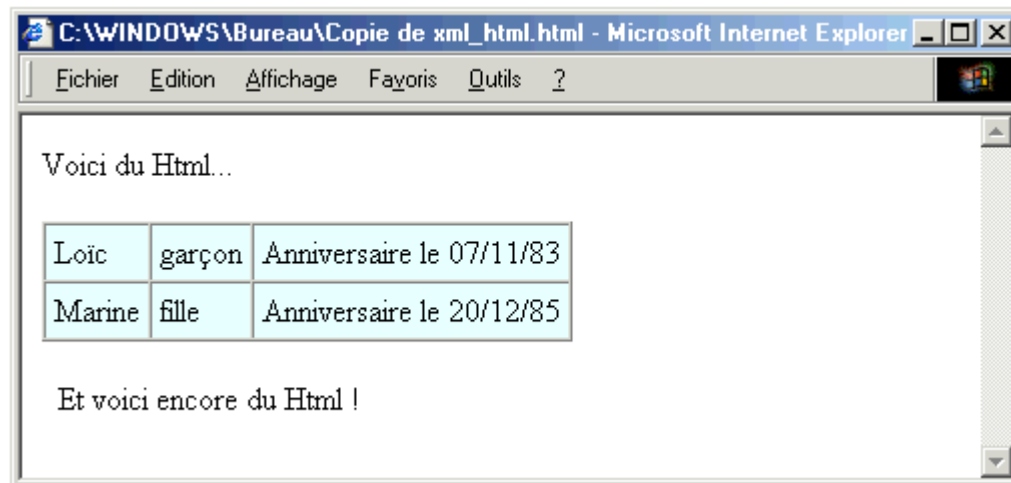 C:\WINDOWS\Bureau\Copie de xml_html.html - Microsoft Internet Explorer
Fichier Edition Affichage Favoris Outils ?
Voici du Html...
Loïc garçon Anniversaire le 07/11/83
Marine fille Anniversaire le 20/12/85
Et voici encore du Html !